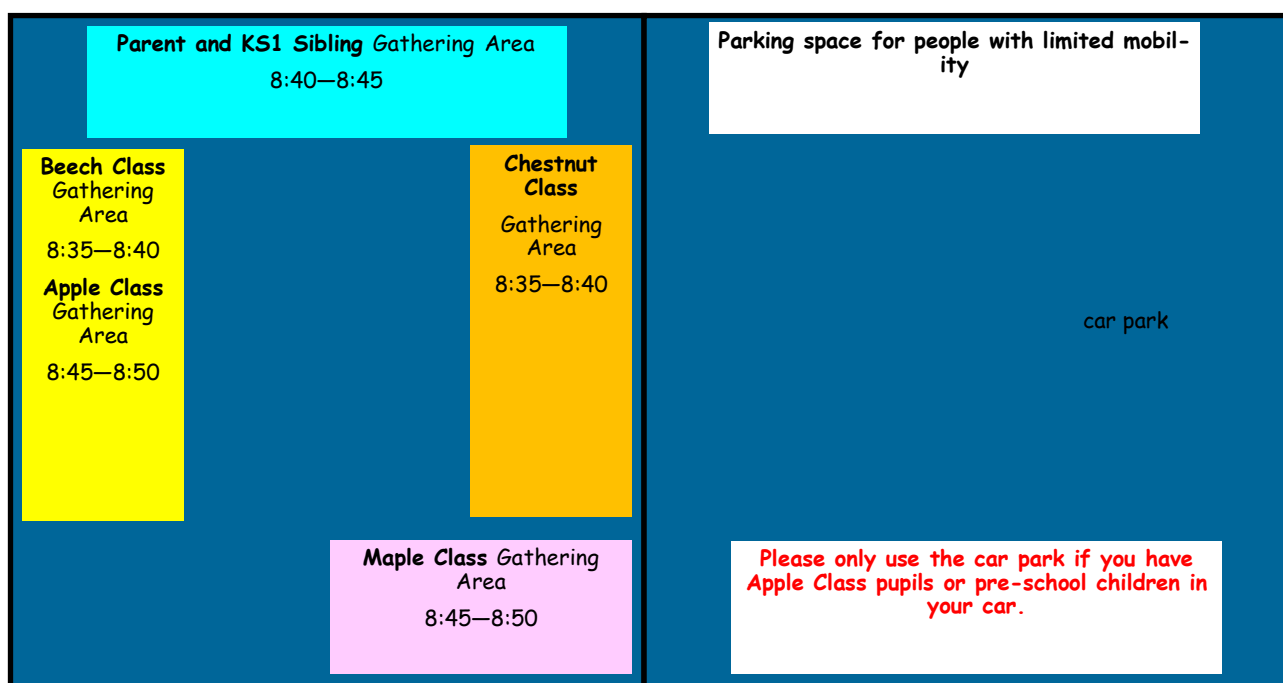 Parent and KS1 Sibling Gathering Area
8:40—8:45
Parking space for people with limited mobil-
ity
Beech Class
Gathering
Area
8:35—8:40
Apple Class
Gathering
Area
8:45—8:50
Chestnut
Class
Gathering
Area
8:35—8:40
car park
Maple Class Gathering
Area
8:45—8:50
Please only use the car park if you have
Apple Class pupils or pre-school children in
your car.